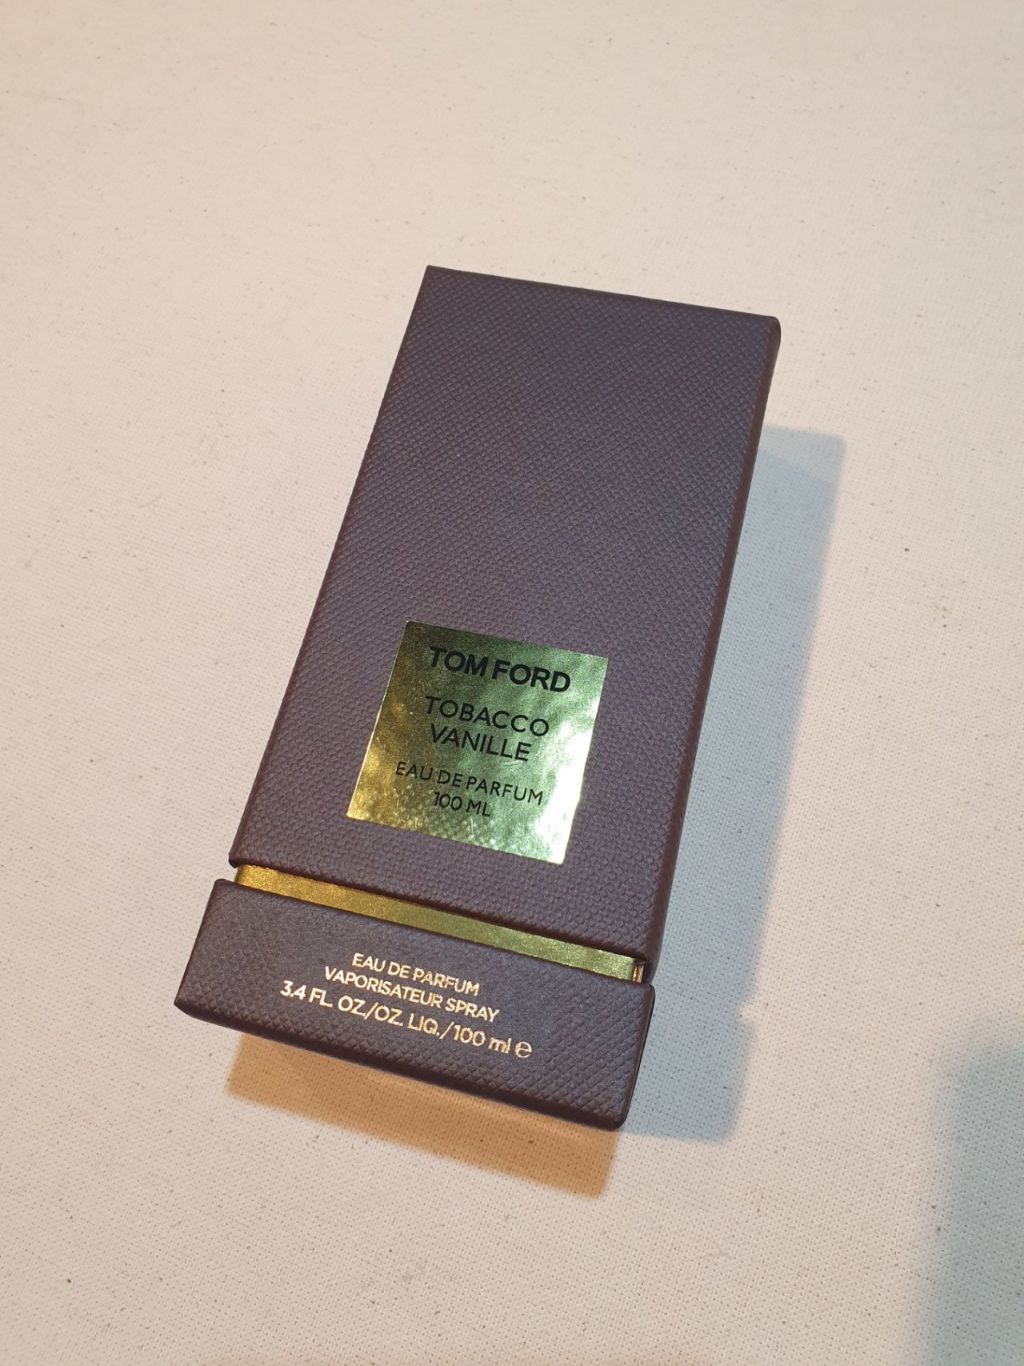 TOM FORD
TOBACCO
VANILLE
EAU DE PARFUM
100 ML
EAU DE PARFUM
VAPORISATEUR SPRAY
3.4 FL. OZ./OZ. LIQ./100 ml ℮